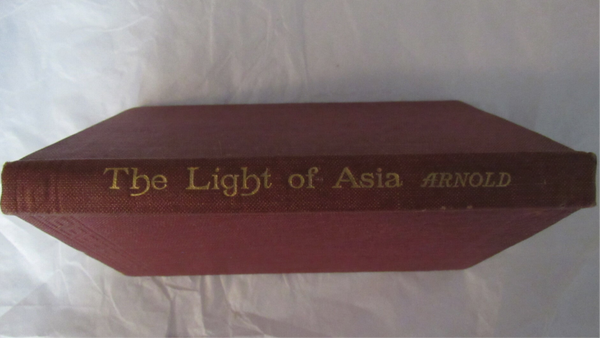 The Light of Asia ARNOLD